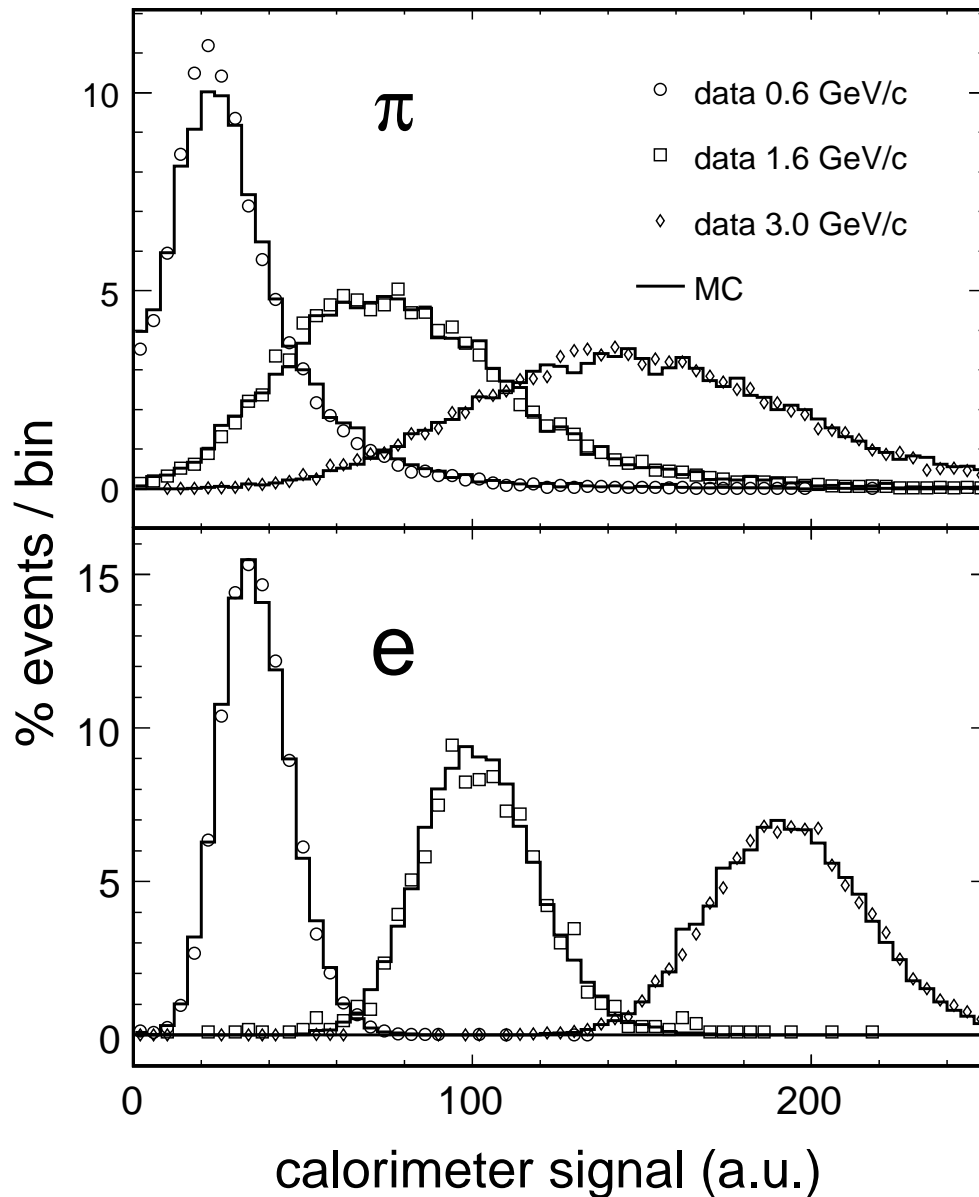 10
5
0
π
data 0.6 GeV/c
data 1.6 GeV/c
data 3.0 GeV/c
MC
% events / bin
15
10
5
0
e
0 100 200
calorimeter signal (a.u.)